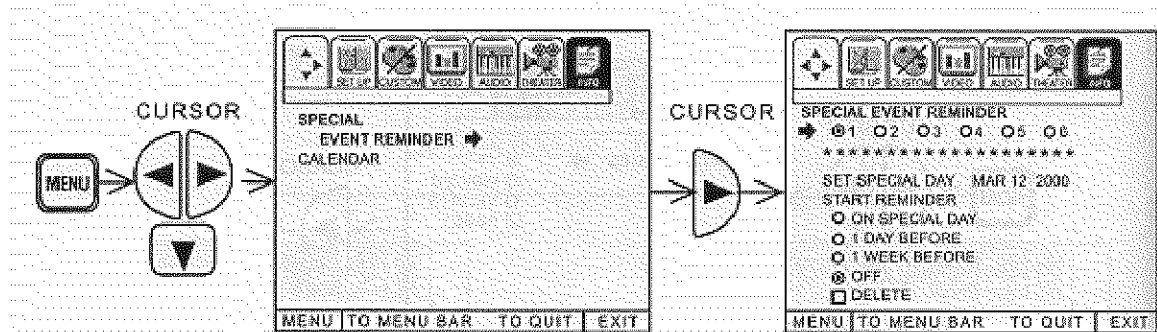 CURSOR
MENU
SET UP CUSTOM VIDEO AUDIO THEATER
SPECIAL
EVENT REMINDER
CALENDAR
MENU TO MENU BAR TO QUIT EXIT
CURSOR
SET UP CUSTOM VIDEO AUDIO THEATER
SPECIAL EVENT REMINDER
1 2 3 4 5 6
* * * * * * * * * * * * * * * * * * * *
SET SPECIAL DAY MAR 12 2000
START REMINDER
ON SPECIAL DAY
1 DAY BEFORE
1 WEEK BEFORE
OFF
DELETE
MENU TO MENU BAR TO QUIT EXIT